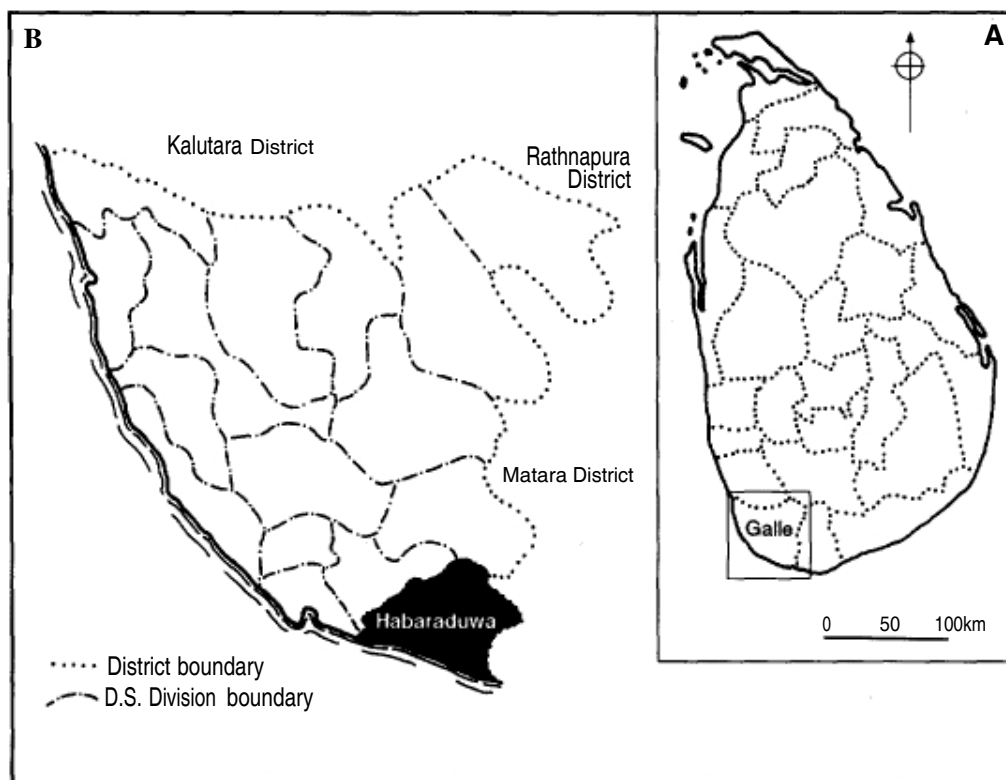 B
A
Kalutara District
Rathnapura
District
Matara District
Galle
Habaraduwa
0 50 100km
District boundary
D.S. Division boundary